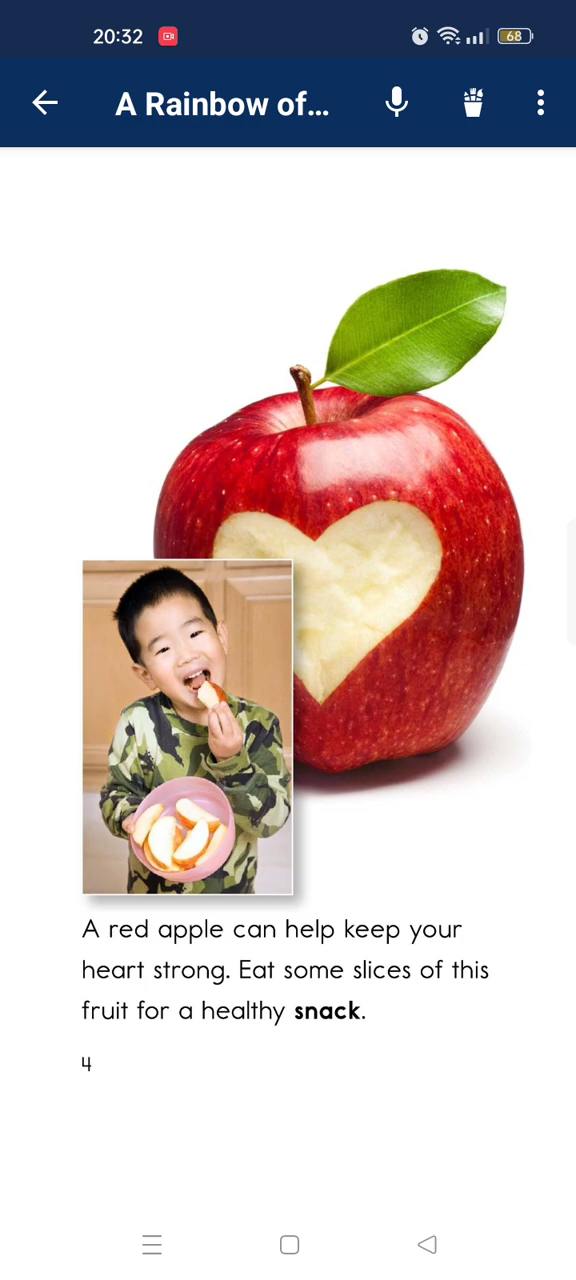 20:32
68
A Rainbow of...
A red apple can help keep your
heart strong. Eat some slices of this
fruit for a healthy snack.
4